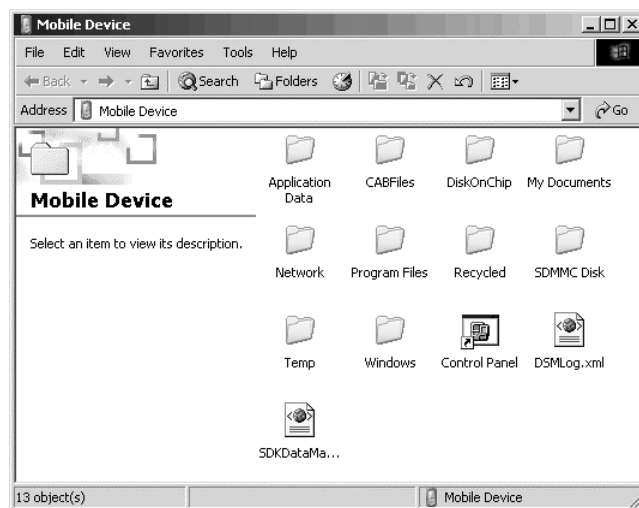 Mobile Device
File Edit View Favorites Tools Help
Back Search Folders
Address Mobile Device Go
Mobile Device
Select an item to view its description.
Application Data CABFiles DiskOnChip My Documents
Network Program Files Recycled SDMMC Disk
Temp Windows Control Panel DSMLog.xml
SDKDataMa...
13 object(s) Mobile Device